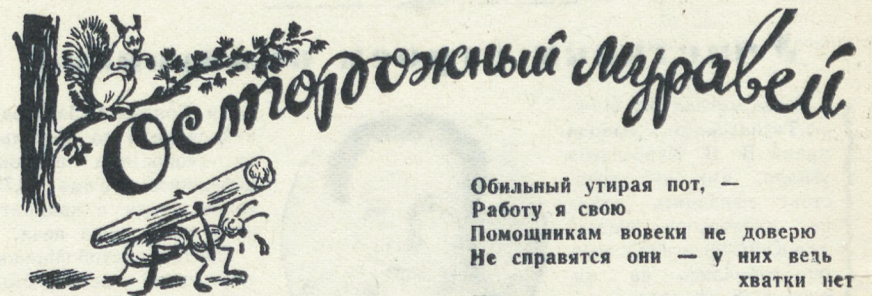 Осторожный муравей
Обильный утирая пот, —
Работу я свою
Помощникам вовеки не доверю
Не справятся они — у них ведь
хватки нет